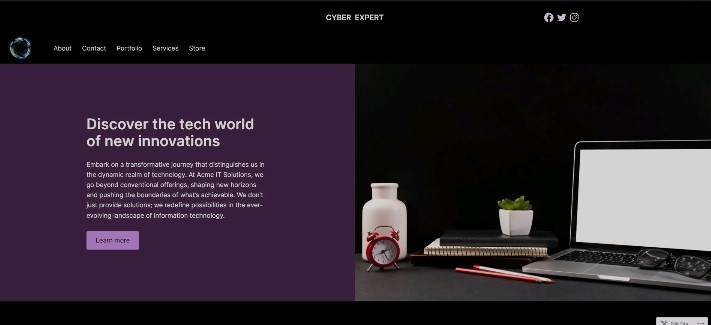 CYBER EXPERT
About Contact Portfolio Services Store
Discover the tech world
of new innovations
Embark on a transformative journey that distinguishes us in
the dynamic realm of technology. At Acme IT Solutions, we
go beyond conventional offerings, shaping new horizons
and pushing the boundaries of what's achievable. We don't
just provide solutions; we redefine possibilities in the ever-
evolving landscape of information technology.
Learn more